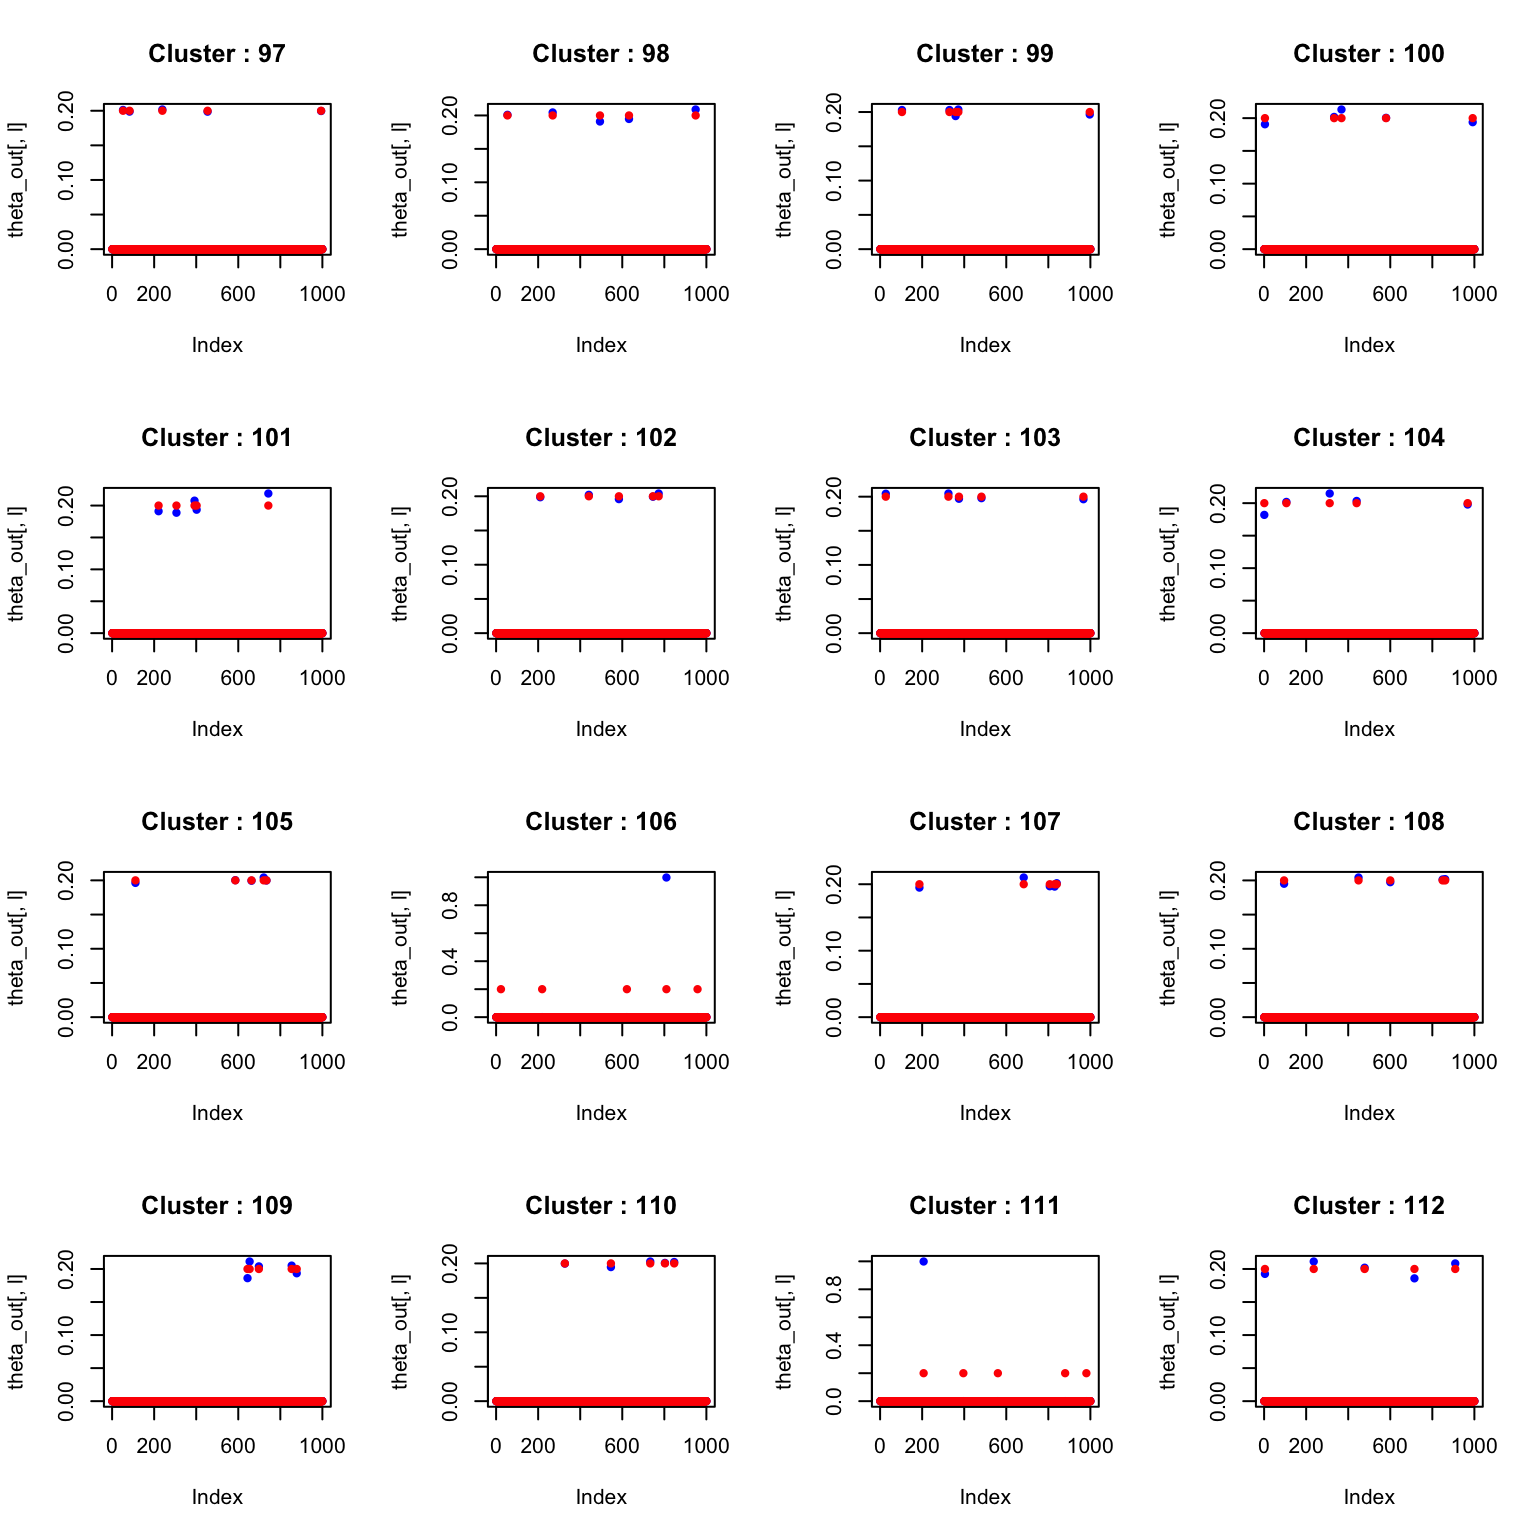 Cluster : 97
theta_out[, l]
0.00 0.10 0.20
0 200 600 1000
Index
Cluster : 98
theta_out[, l]
0.00 0.10 0.20
0 200 600 1000
Index
Cluster : 99
theta_out[, l]
0.00 0.10 0.20
0 200 600 1000
Index
Cluster : 100
theta_out[, l]
0.00 0.10 0.20
0 200 600 1000
Index
Cluster : 101
theta_out[, l]
0.00 0.10 0.20
0 200 600 1000
Index
Cluster : 102
theta_out[, l]
0.00 0.10 0.20
0 200 600 1000
Index
Cluster : 103
theta_out[, l]
0.00 0.10 0.20
0 200 600 1000
Index
Cluster : 104
theta_out[, l]
0.00 0.10 0.20
0 200 600 1000
Index
Cluster : 105
theta_out[, l]
0.00 0.10 0.20
0 200 600 1000
Index
Cluster : 106
theta_out[, l]
0.0 0.4 0.8
0 200 600 1000
Index
Cluster : 107
theta_out[, l]
0.00 0.10 0.20
0 200 600 1000
Index
Cluster : 108
theta_out[, l]
0.00 0.10 0.20
0 200 600 1000
Index
Cluster : 109
theta_out[, l]
0.00 0.10 0.20
0 200 600 1000
Index
Cluster : 110
theta_out[, l]
0.00 0.10 0.20
0 200 600 1000
Index
Cluster : 111
theta_out[, l]
0.0 0.4 0.8
0 200 600 1000
Index
Cluster : 112
theta_out[, l]
0.00 0.10 0.20
0 200 600 1000
Index